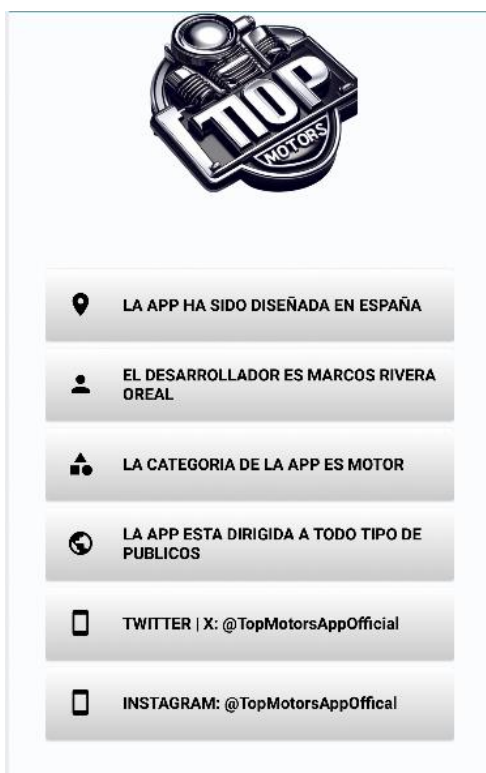 TIOP
MOTORS
LA APP HA SIDO DISEÑADA EN ESPAÑA
EL DESARROLLADOR ES MARCOS RIVERA
OREAL
LA CATEGORIA DE LA APP ES MOTOR
LA APP ESTA DIRIGIDA A TODO TIPO DE
PUBLICOS
TWITTER | X: @TopMotorsAppOfficial
INSTAGRAM: @TopMotorsAppOffical